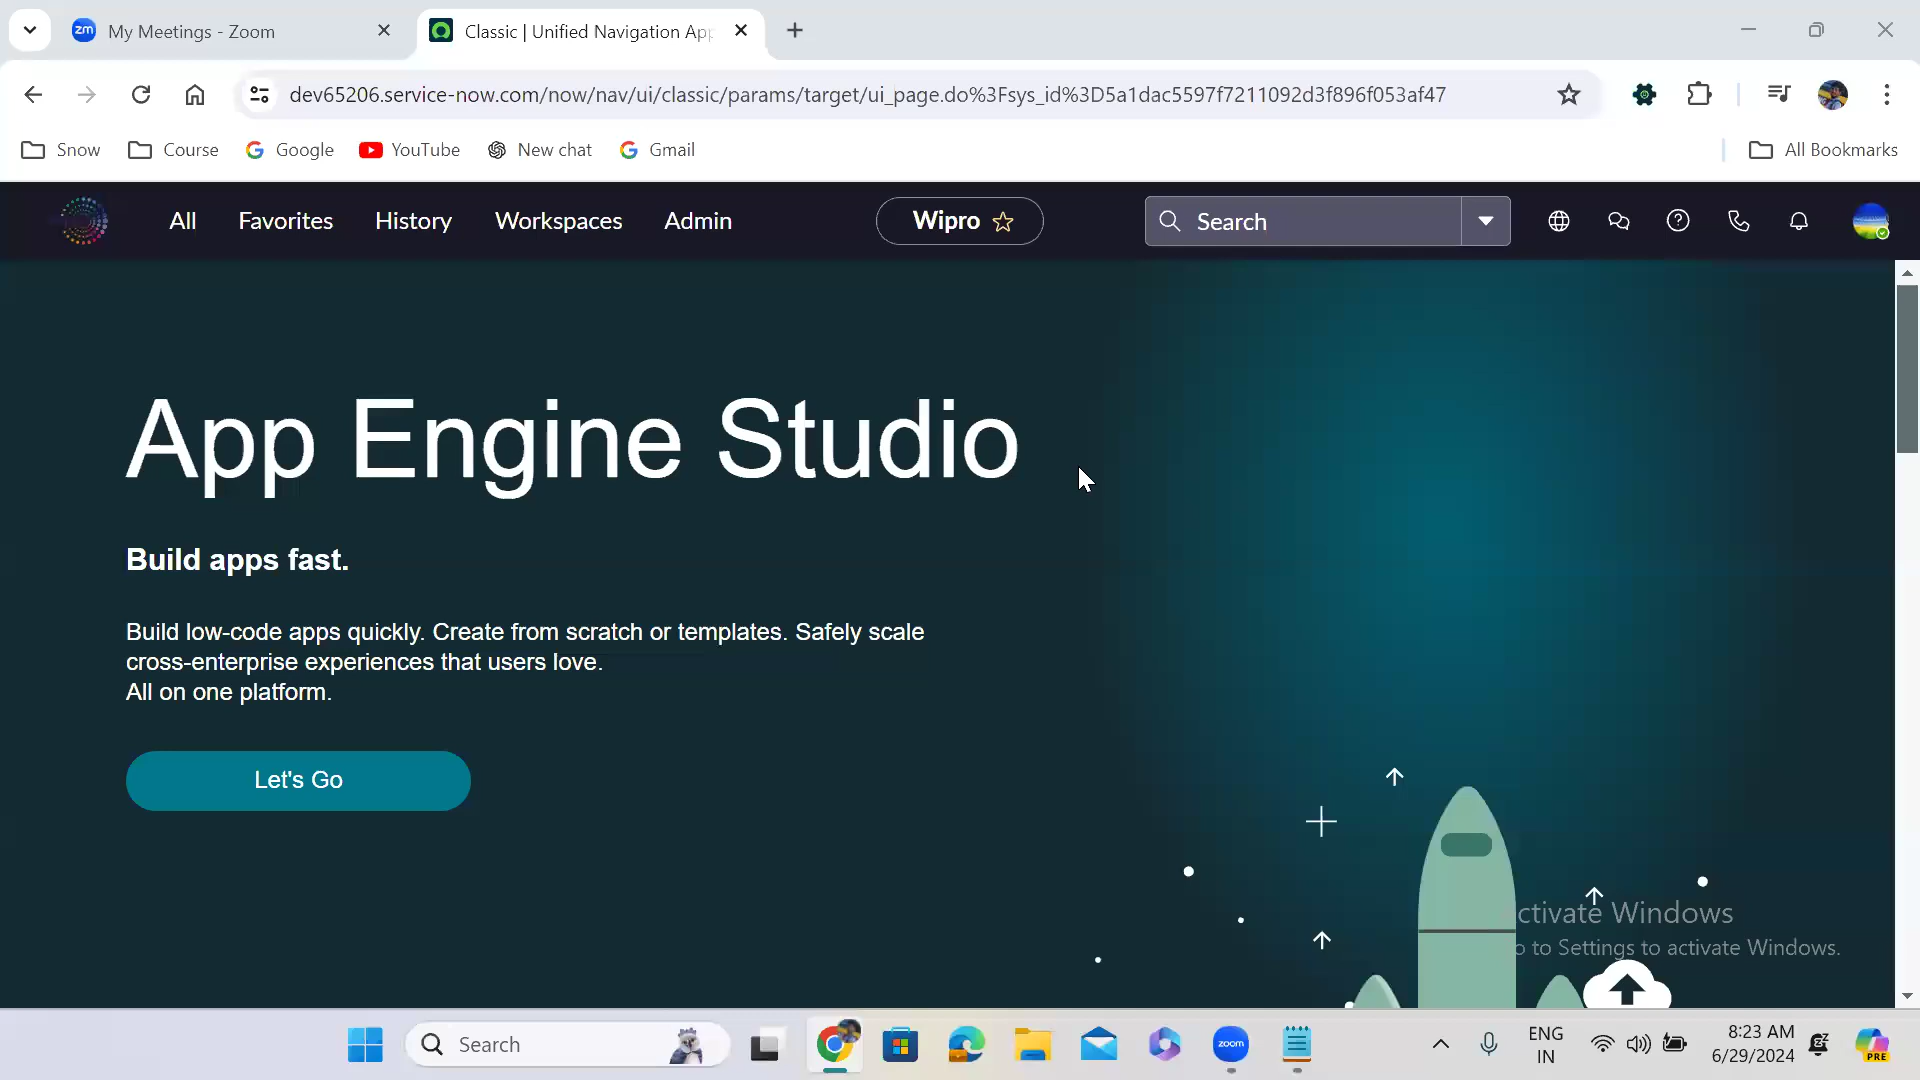 My Meetings - Zoom
Classic | Unified Navigation App
dev65206.service-now.com/now/nav/ui/classic/params/target/ui_page.do%3Fsys_id%3D5a1dac5597f7211092d3f896f053af47
Snow
Course
Google
YouTube
New chat
Gmail
All Bookmarks
All
Favorites
History
Workspaces
Admin
Wipro
Search
App Engine Studio
Build apps fast.
Build low-code apps quickly. Create from scratch or templates. Safely scale
cross-enterprise experiences that users love.
All on one platform.
Let's Go
ctivate Windows
o to Settings to activate Windows.
Search
zoom
ENG
IN
8:23 AM
6/29/2024
PRE
zm